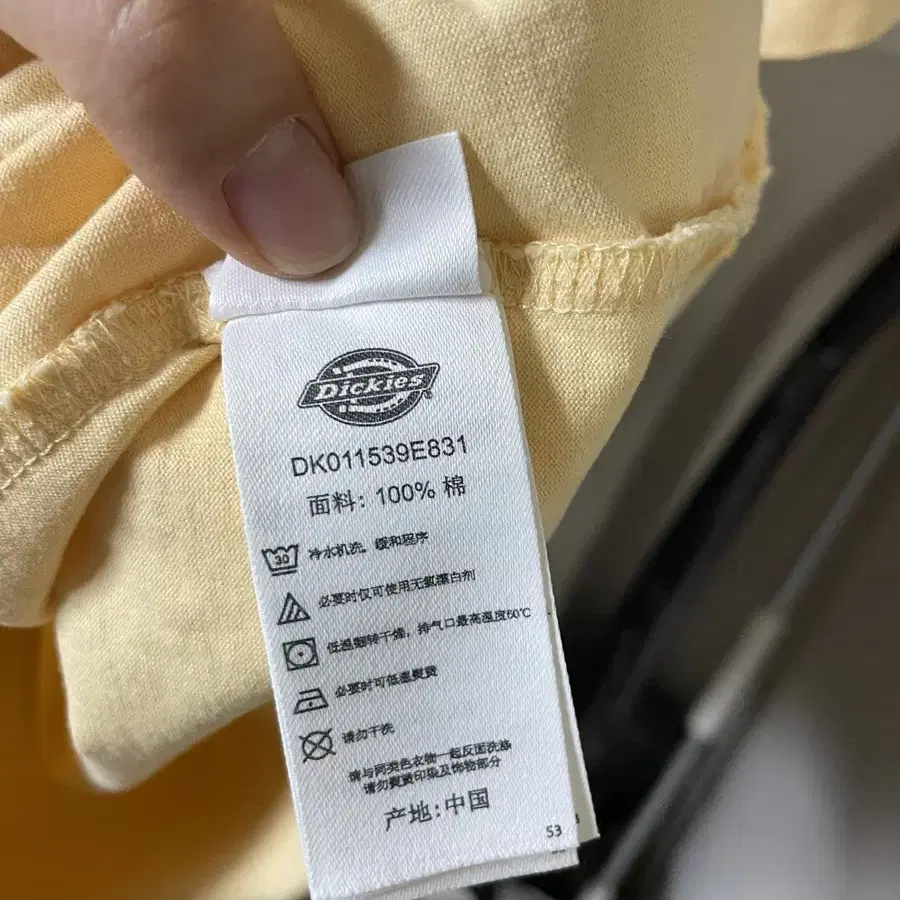 Dickies®
DK011539E831
面料: 100% 棉
30
冷水机洗, 缓和程序
必要时仅可使用无氯漂白剂
低温翻转干燥, 排气口最高温度60℃
必要时可低温熨烫
请勿干洗
请与同类色衣物一起反面洗涤
请勿熨烫印染及饰物部分
产地: 中国
53